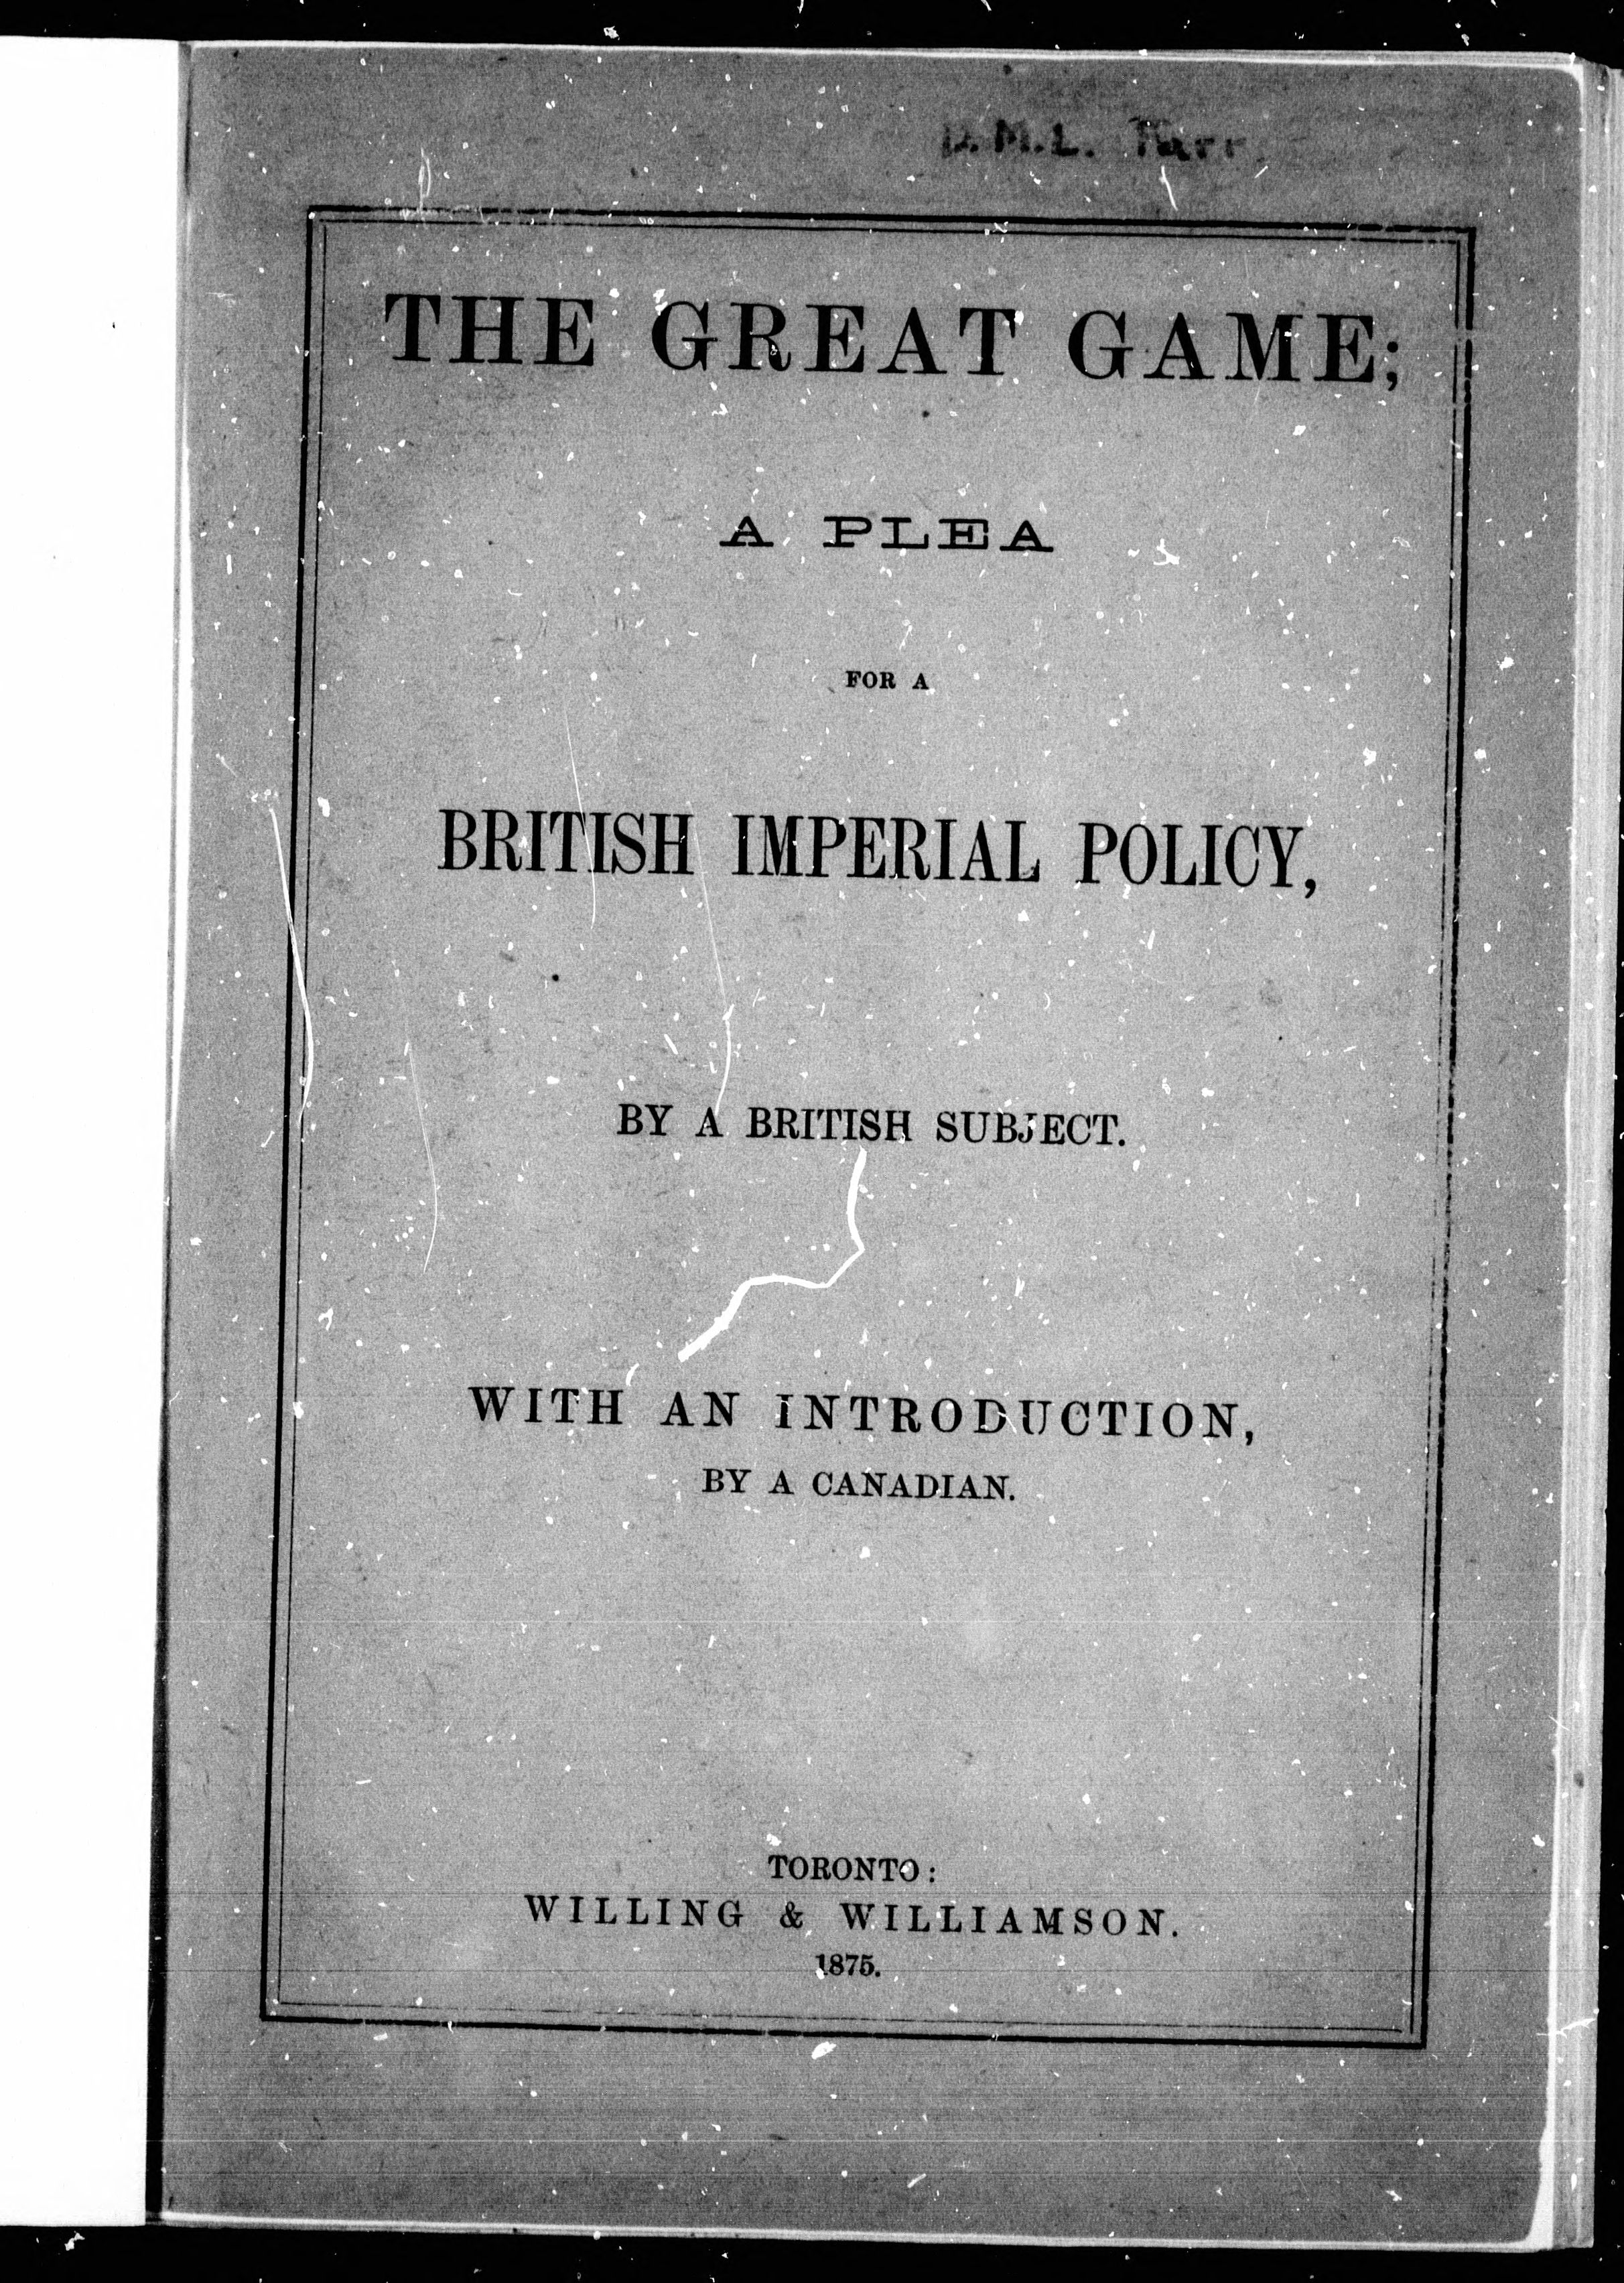 D. M. L. Farr
THE GREAT GAME;
A PLEA
FOR A
BRITISH IMPERIAL POLICY,
BY A BRITISH SUBJECT.
WITH AN INTRODUCTION,
BY A CANADIAN.
TORONTO:
WILLING & WILLIAMSON.
1875.